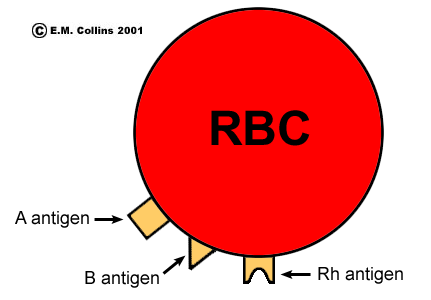 © E.M. Collins 2001
RBC
A antigen
B antigen
Rh antigen